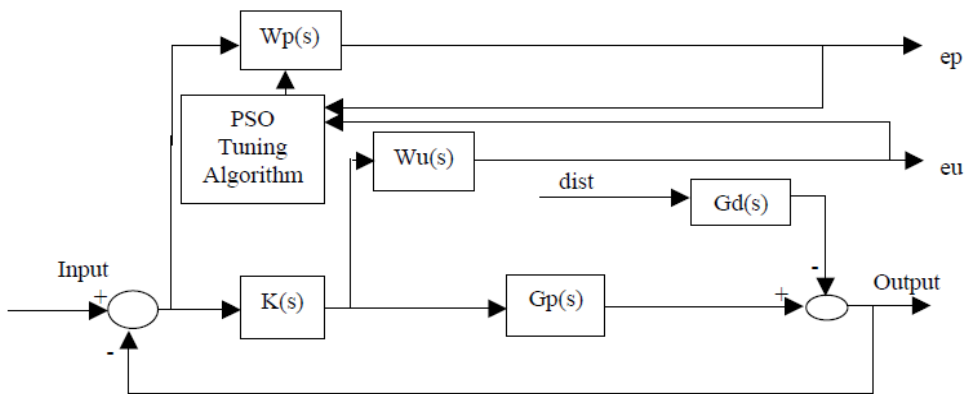 Wp(s)
ep
PSO
Tuning
Algorithm
Wu(s)
eu
dist
Gd(s)
Input
+
-
K(s)
Gp(s)
+
-
Output